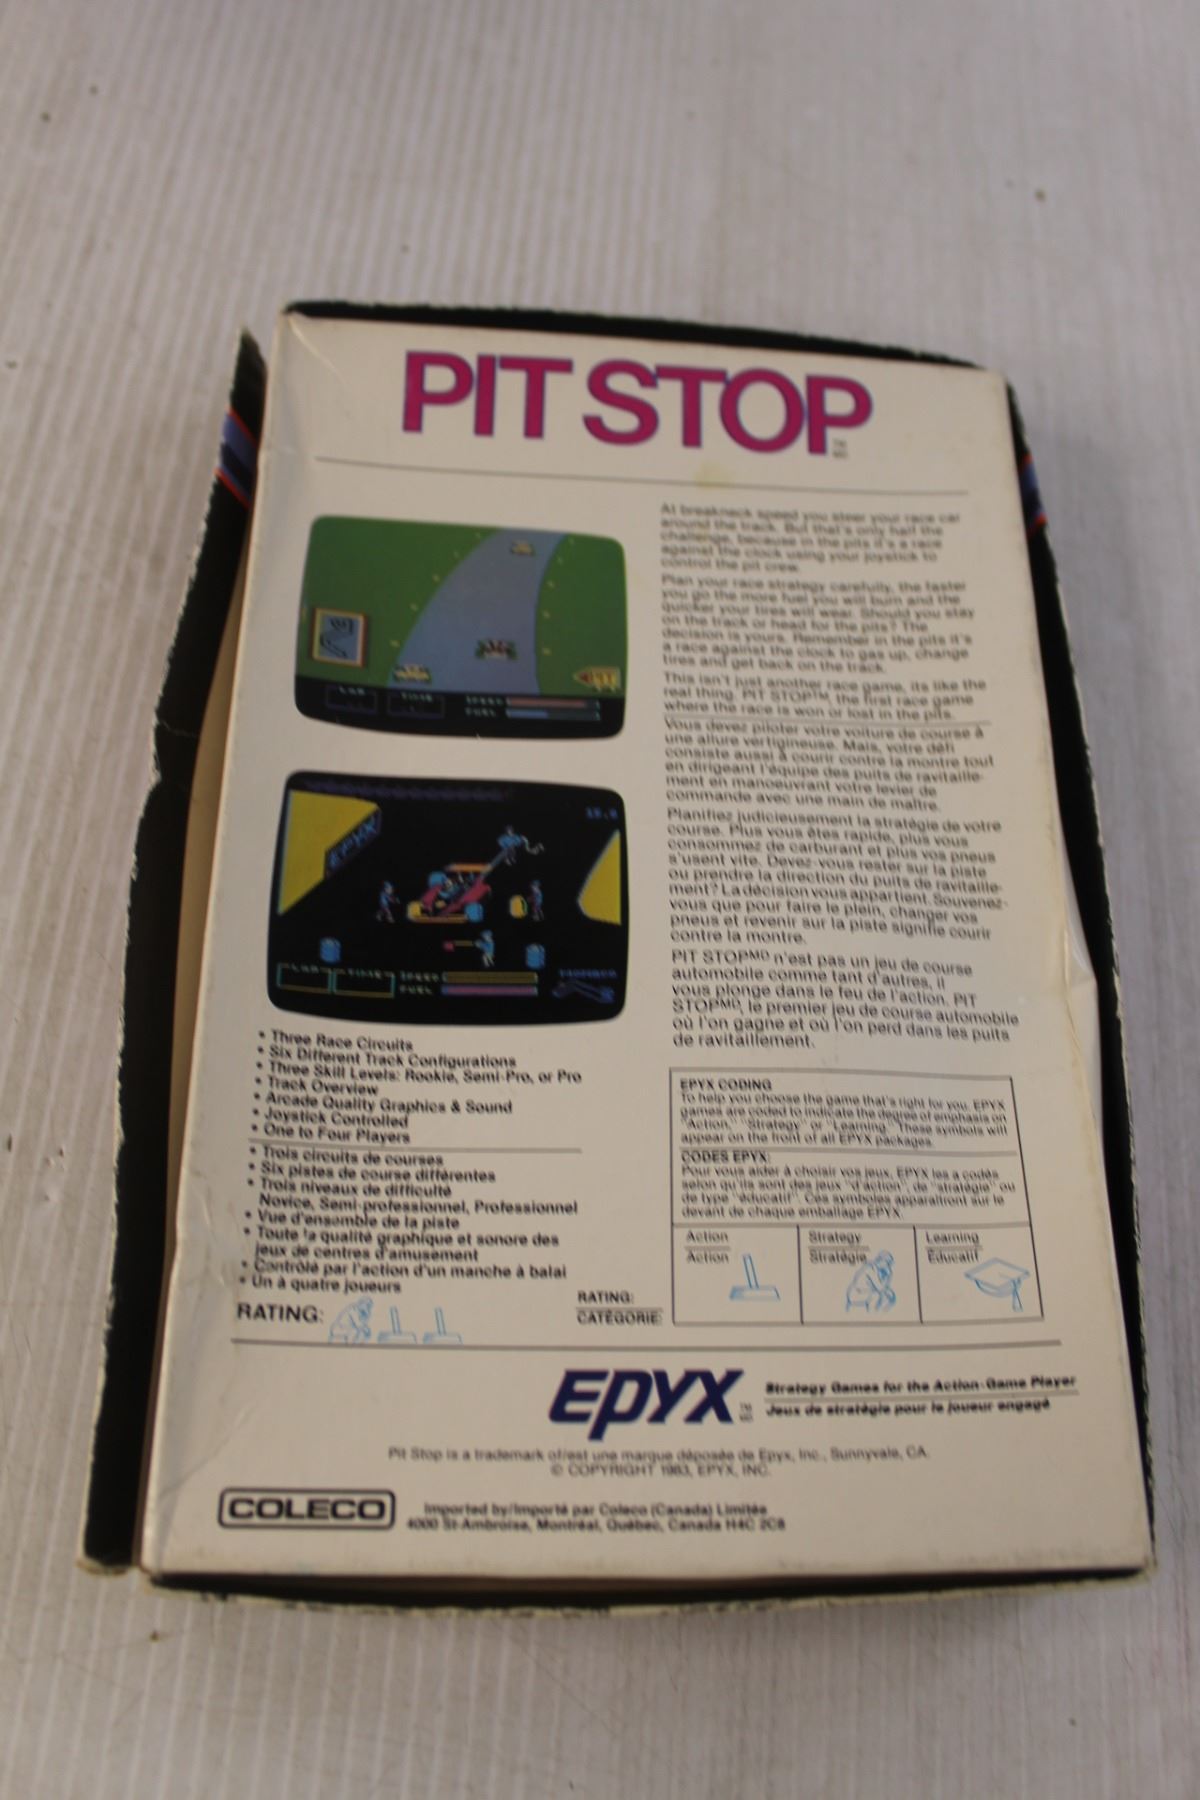 PIT STOP
TM
MD
At breakneck speed you steer your race car
around the track. But that's only half the
challenge, because in the pits it's a race
against the clock using your joystick to
control the pit crew.
Plan your race strategy carefully, the faster
you go the more fuel you will burn and the
quicker your tires will wear. Should you stay
on the track or head for the pits? The
decision is yours. Remember in the pits it's
a race against the clock to gas up, change
tires and get back on the track.
This isn't just another race game, its like the
real thing. PIT STOP™, the first race game
where the race is won or lost in the pits.
Vous devez piloter votre voiture de course à
une allure vertigineuse. Mais, votre défi
consiste aussi à courir contre la montre tout
en dirigeant l'équipe des puits de ravitaille-
ment en manoeuvrant votre levier de
commande avec une main de maître.
Planifiez judicieusement la stratégie de votre
course. Plus vous êtes rapide, plus vous
consommez de carburant et plus vos pneus
s'usent vite. Devez-vous rester sur la piste
ou prendre la direction du puits de ravitaille-
ment? La décision vous appartient. Souvenez-
vous que pour faire le plein, changer vos
pneus et revenir sur la piste signifie courir
contre la montre.
PIT STOPMD n'est pas un jeu de course
automobile comme tant d'autres, il
vous plonge dans le feu de l'action. PIT
STOPMD, le premier jeu de course automobile
où l'on gagne et où l'on perd dans les puits
de ravitaillement.
LAP TIME SPEED
FUEL
EPYX
LAP TIME SPEED
FUEL
• Three Race Circuits
• Six Different Track Configurations
• Three Skill Levels: Rookie, Semi-Pro, or Pro
• Track Overview
• Arcade Quality Graphics & Sound
• Joystick Controlled
• One to Four Players
• Trois circuits de courses
• Six pistes de course différentes
• Trois niveaux de difficulté
Novice, Semi-professionnel, Professionnel
• Vue d'ensemble de la piste
• Toute la qualité graphique et sonore des
jeux de centres d'amusement
• Contrôlé par l'action d'un manche à balai
• Un à quatre joueurs
RATING:
RATING:
CATÉGORIE:
EPYX CODING
To help you choose the game that's right for you, EPYX
games are coded to indicate the degree of emphasis on
"Action," "Strategy" or "Learning." These symbols will
appear on the front of all EPYX packages.
CODES EPYX:
Pour vous aider à choisir vos jeux, EPYX les a codés
selon qu'ils sont des jeux "d'action", de "stratégie" ou
de type "éducatif". Ces symboles apparaîtront sur le
devant de chaque emballage EPYX.
Action
Action
Strategy
Stratégie
Learning
Éducatif
EPYX
TM
MD
Strategy Games for the Action-Game Player
Jeux de stratégie pour le joueur engagé
Pit Stop is a trademark of/est une marque déposée de Epyx, Inc., Sunnyvale, CA.
© COPYRIGHT 1983, EPYX, INC.
COLECO
Imported by/Importé par Coleco (Canada) Limitée
4000 St-Ambroise, Montréal, Québec, Canada H4C 2C8